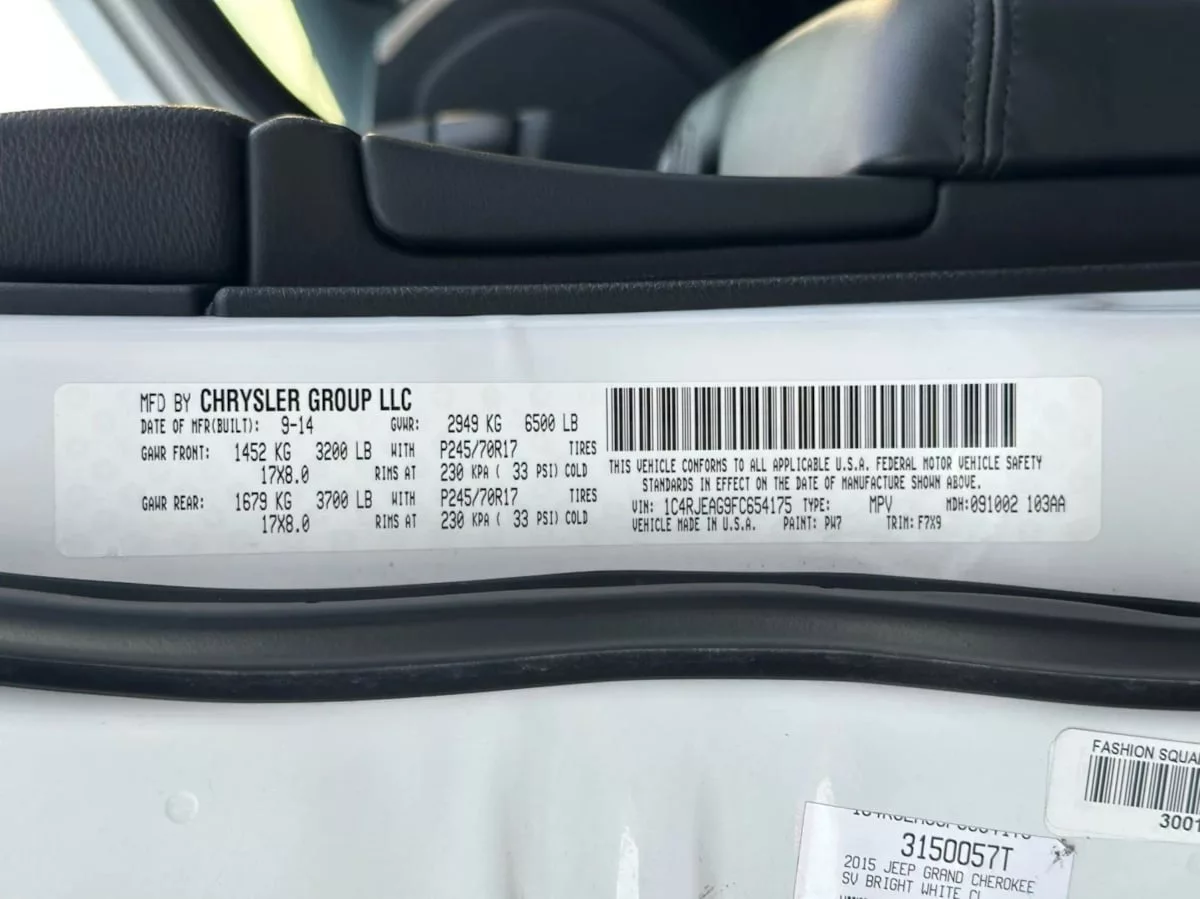 MFD BY CHRYSLER GROUP LLC
DATE OF MFR(BUILT): 9-14 GVWR: 2949 KG 6500 LB
GAWR FRONT: 1452 KG 3200 LB WITH P245/70R17 TIRES
17X8.0 RIMS AT 230 KPA ( 33 PSI) COLD
GAWR REAR: 1679 KG 3700 LB WITH P245/70R17 TIRES
17X8.0 RIMS AT 230 KPA ( 33 PSI) COLD
THIS VEHICLE CONFORMS TO ALL APPLICABLE U.S.A. FEDERAL MOTOR VEHICLE SAFETY
STANDARDS IN EFFECT ON THE DATE OF MANUFACTURE SHOWN ABOVE.
VIN: 1C4RJEAG9FC654175 TYPE: MPV MDH:091002 103AA
VEHICLE MADE IN U.S.A. PAINT: PW7 TRIM: F7X9
FASHION SQUA
3001
3150057T
2015 JEEP GRAND CHEROKEE
SV BRIGHT WHITE CL